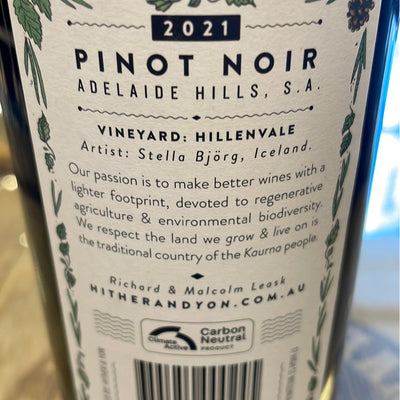 2021
PINOT NOIR
ADELAIDE HILLS, S.A.
VINEYARD: HILLENVALE
Artist: Stella Björg, Iceland.
Our passion is to make better wines with a
lighter footprint, devoted to regenerative
agriculture & environmental biodiversity.
We respect the land we grow & live on is
the traditional country of the Kaurna people.
Richard & Malcolm Leask
HITHERANDYON.COM.AU
Climate Active
Carbon
Neutral
PRODUCT